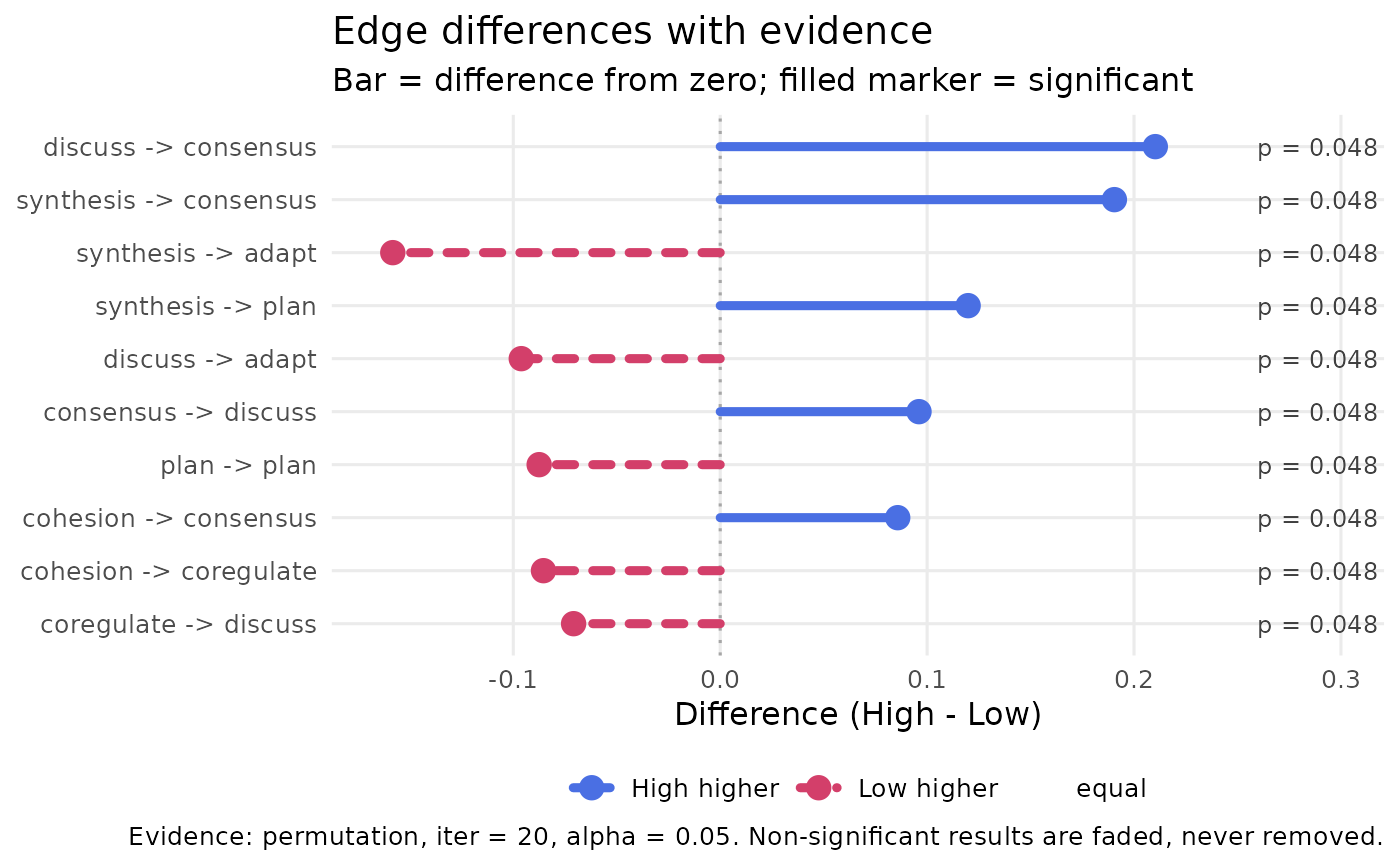 Edge differences with evidence
Bar = difference from zero; filled marker = significant
discuss -> consensus p = 0.048
synthesis -> consensus p = 0.048
synthesis -> adapt p = 0.048
synthesis -> plan p = 0.048
discuss -> adapt p = 0.048
consensus -> discuss p = 0.048
plan -> plan p = 0.048
cohesion -> consensus p = 0.048
cohesion -> coregulate p = 0.048
coregulate -> discuss p = 0.048
-0.1 0.0 0.1 0.2 0.3
Difference (High - Low)
High higher Low higher equal
Evidence: permutation, iter = 20, alpha = 0.05. Non-significant results are faded, never removed.